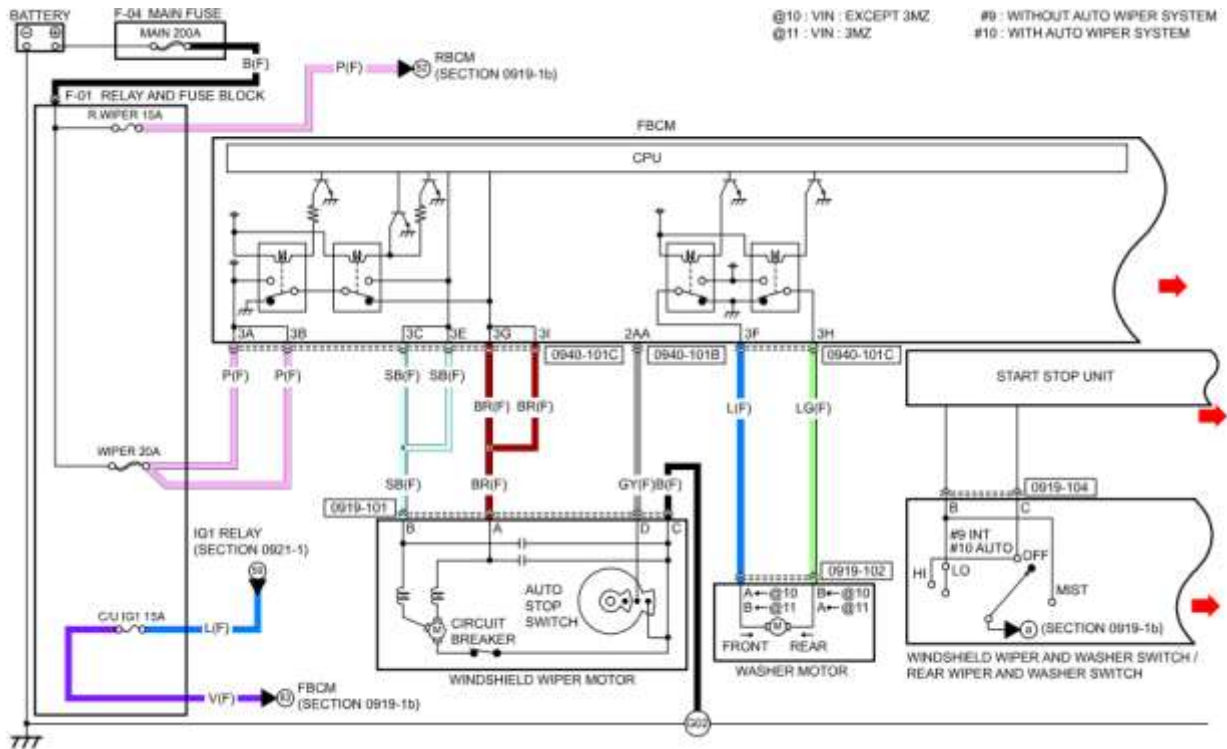 BATTERY
F-04 MAIN FUSE
MAIN 200A
@10 : VIN : EXCEPT 3MZ
@11 : VIN : 3MZ
#9 : WITHOUT AUTO WIPER SYSTEM
#10 : WITH AUTO WIPER SYSTEM
B(F)
P(F)
RBCM
(SECTION 0919-1b)
F-01 RELAY AND FUSE BLOCK
R.WIPER 15A
FBCM
CPU
3A 3B 3C 3E 3G 3I 2AA 3F 3H
0940-101C
0940-101B
0940-101C
P(F) P(F) SB(F) SB(F)
BR(F) BR(F)
L(F) LG(F)
START STOP UNIT
WIPER 20A
SB(F) BR(F) GY(F) B(F)
0919-101
B A D C
0919-104
B C
IG1 RELAY
(SECTION 0921-1)
59
#9 INT
#10 AUTO
OFF
HI
LO
MIST
0919-102
A @10 B @10
B @11 A @11
AUTO
STOP
SWITCH
CIRCUIT
BREAKER
M
M
FRONT REAR
C/U IG1 15A
L(F)
a (SECTION 0919-1b)
WINDSHIELD WIPER MOTOR
WASHER MOTOR
WINDSHIELD WIPER AND WASHER SWITCH /
REAR WIPER AND WASHER SWITCH
V(F)
FBCM
(SECTION 0919-1b)
G02